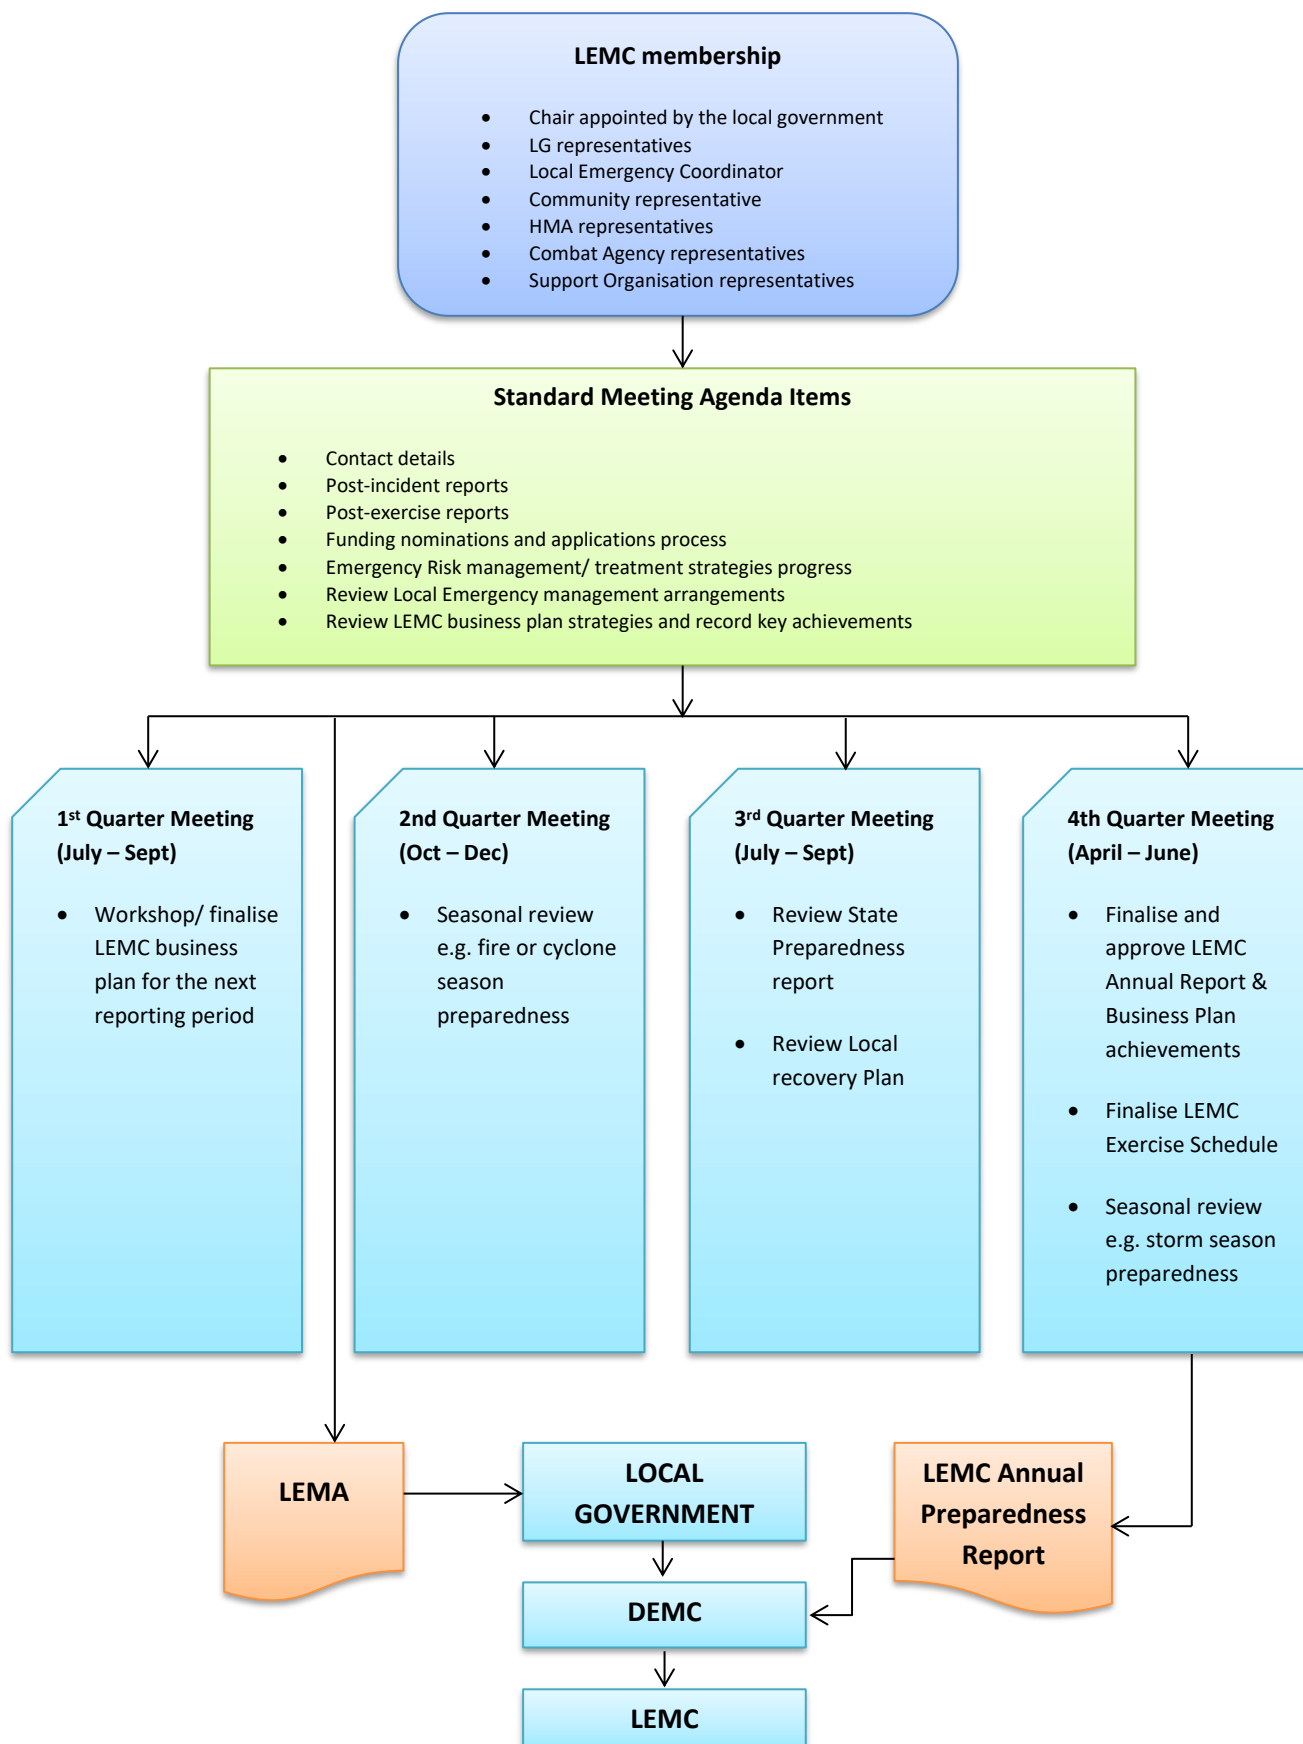 LEMC membership
• Chair appointed by the local government
• LG representatives
• Local Emergency Coordinator
• Community representative
• HMA representatives
• Combat Agency representatives
• Support Organisation representatives
Standard Meeting Agenda Items
• Contact details
• Post-incident reports
• Post-exercise reports
• Funding nominations and applications process
• Emergency Risk management/ treatment strategies progress
• Review Local Emergency management arrangements
• Review LEMC business plan strategies and record key achievements
1st Quarter Meeting
(July – Sept)
• Workshop/ finalise
LEMC business
plan for the next
reporting period
2nd Quarter Meeting
(Oct – Dec)
• Seasonal review
e.g. fire or cyclone
season
preparedness
3rd Quarter Meeting
(July – Sept)
• Review State
Preparedness
report
• Review Local
recovery Plan
4th Quarter Meeting
(April – June)
• Finalise and
approve LEMC
Annual Report &
Business Plan
achievements
• Finalise LEMC
Exercise Schedule
• Seasonal review
e.g. storm season
preparedness
LEMA
LOCAL
GOVERNMENT
LEMC Annual
Preparedness
Report
DEMC
LEMC